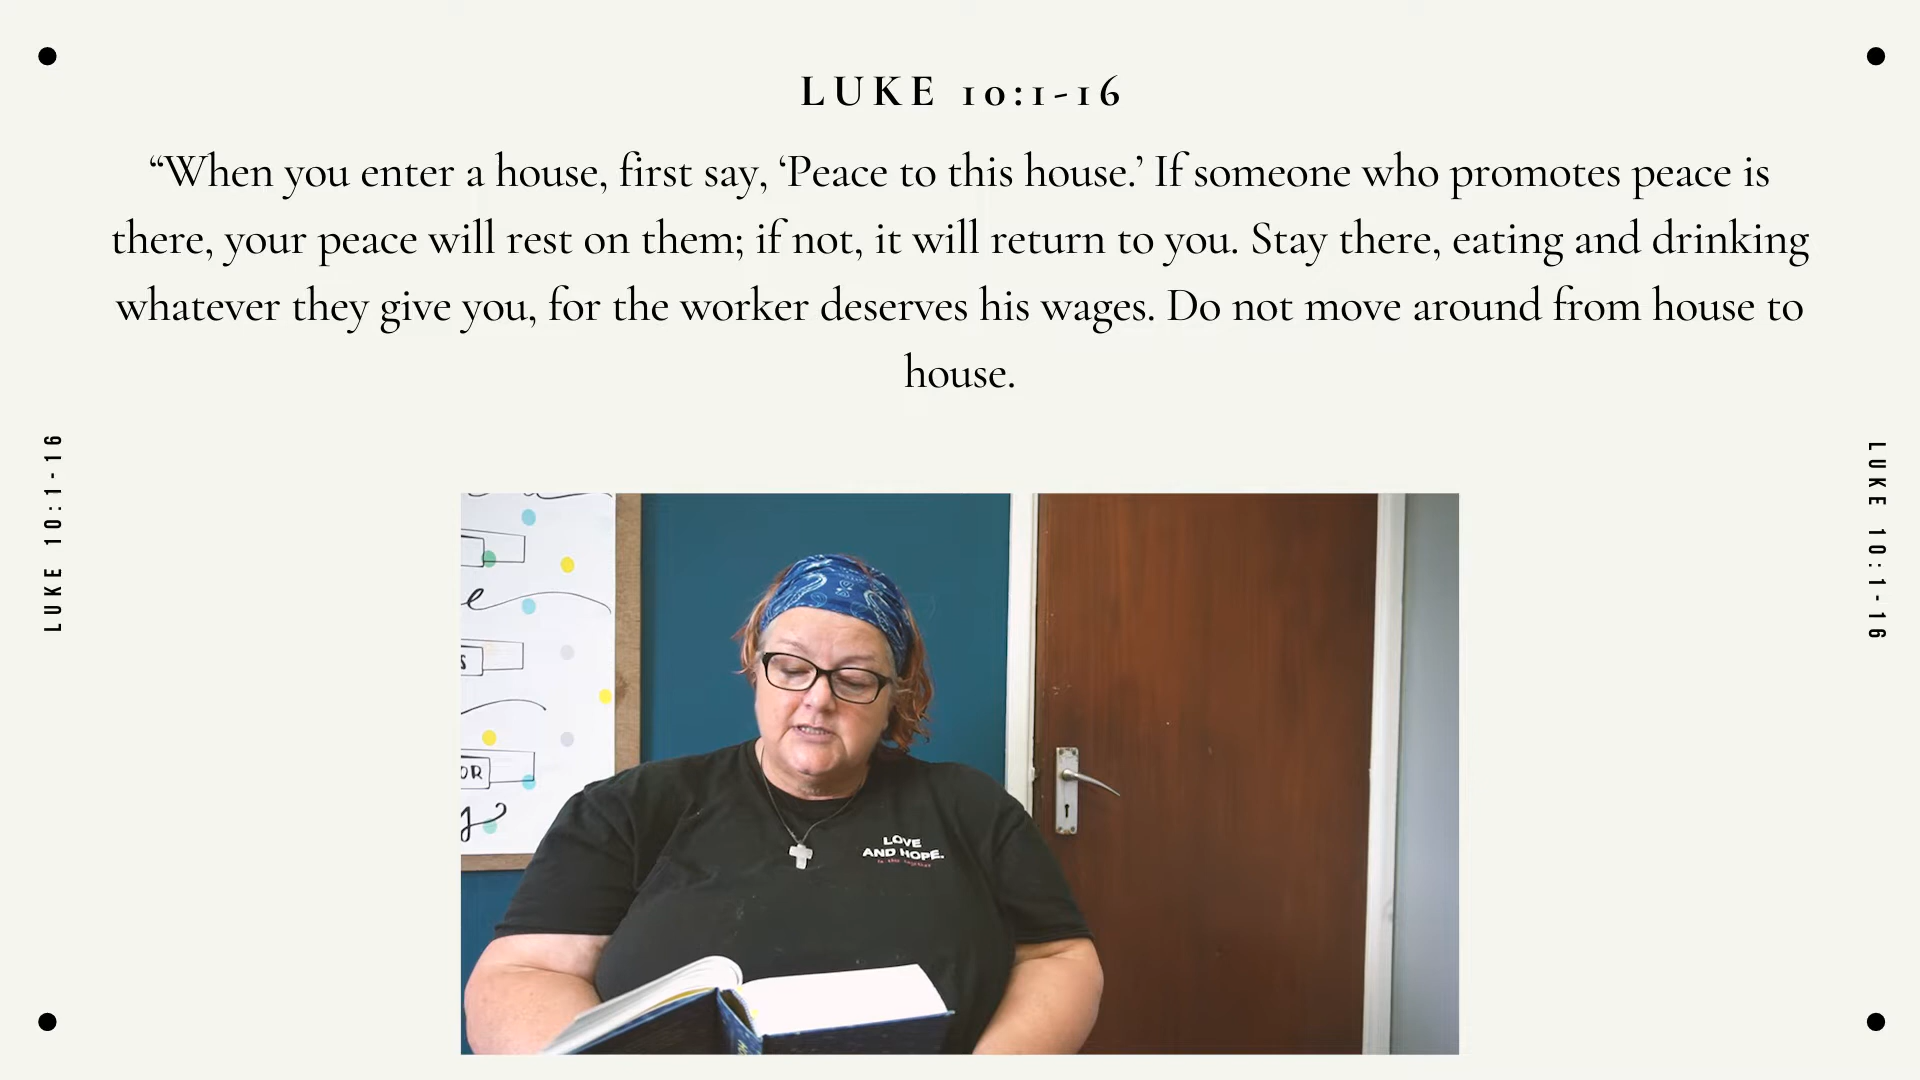 LUKE 10:1-16
“When you enter a house, first say, ‘Peace to this house.’ If someone who promotes peace is
there, your peace will rest on them; if not, it will return to you. Stay there, eating and drinking
whatever they give you, for the worker deserves his wages. Do not move around from house to
house.
LUKE 10:1-16
LUKE 10:1-16
S
OR
LOVE
AND HOPE.